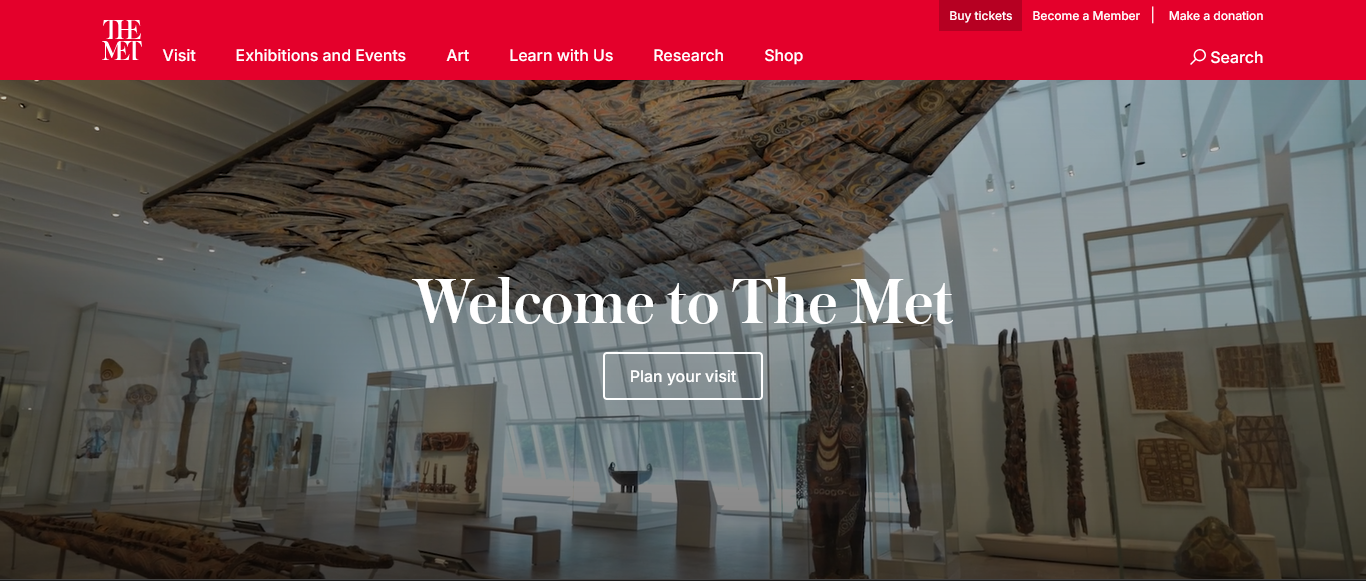 Buy tickets Become a Member Make a donation
THE
MET
Visit Exhibitions and Events Art Learn with Us Research Shop Search
Welcome to The Met
Plan your visit